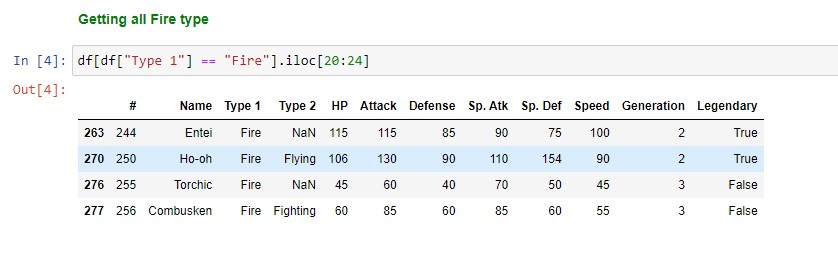 Getting all Fire type
In [4]: df[df["Type 1"] == "Fire"].iloc[20:24]
Out[4]:
# Name Type 1 Type 2 HP Attack Defense Sp. Atk Sp. Def Speed Generation Legendary
263 244 Entei Fire NaN 115 115 85 90 75 100 2 True
270 250 Ho-oh Fire Flying 106 130 90 110 154 90 2 True
276 255 Torchic Fire NaN 45 60 40 70 50 45 3 False
277 256 Combusken Fire Fighting 60 85 60 85 60 55 3 False